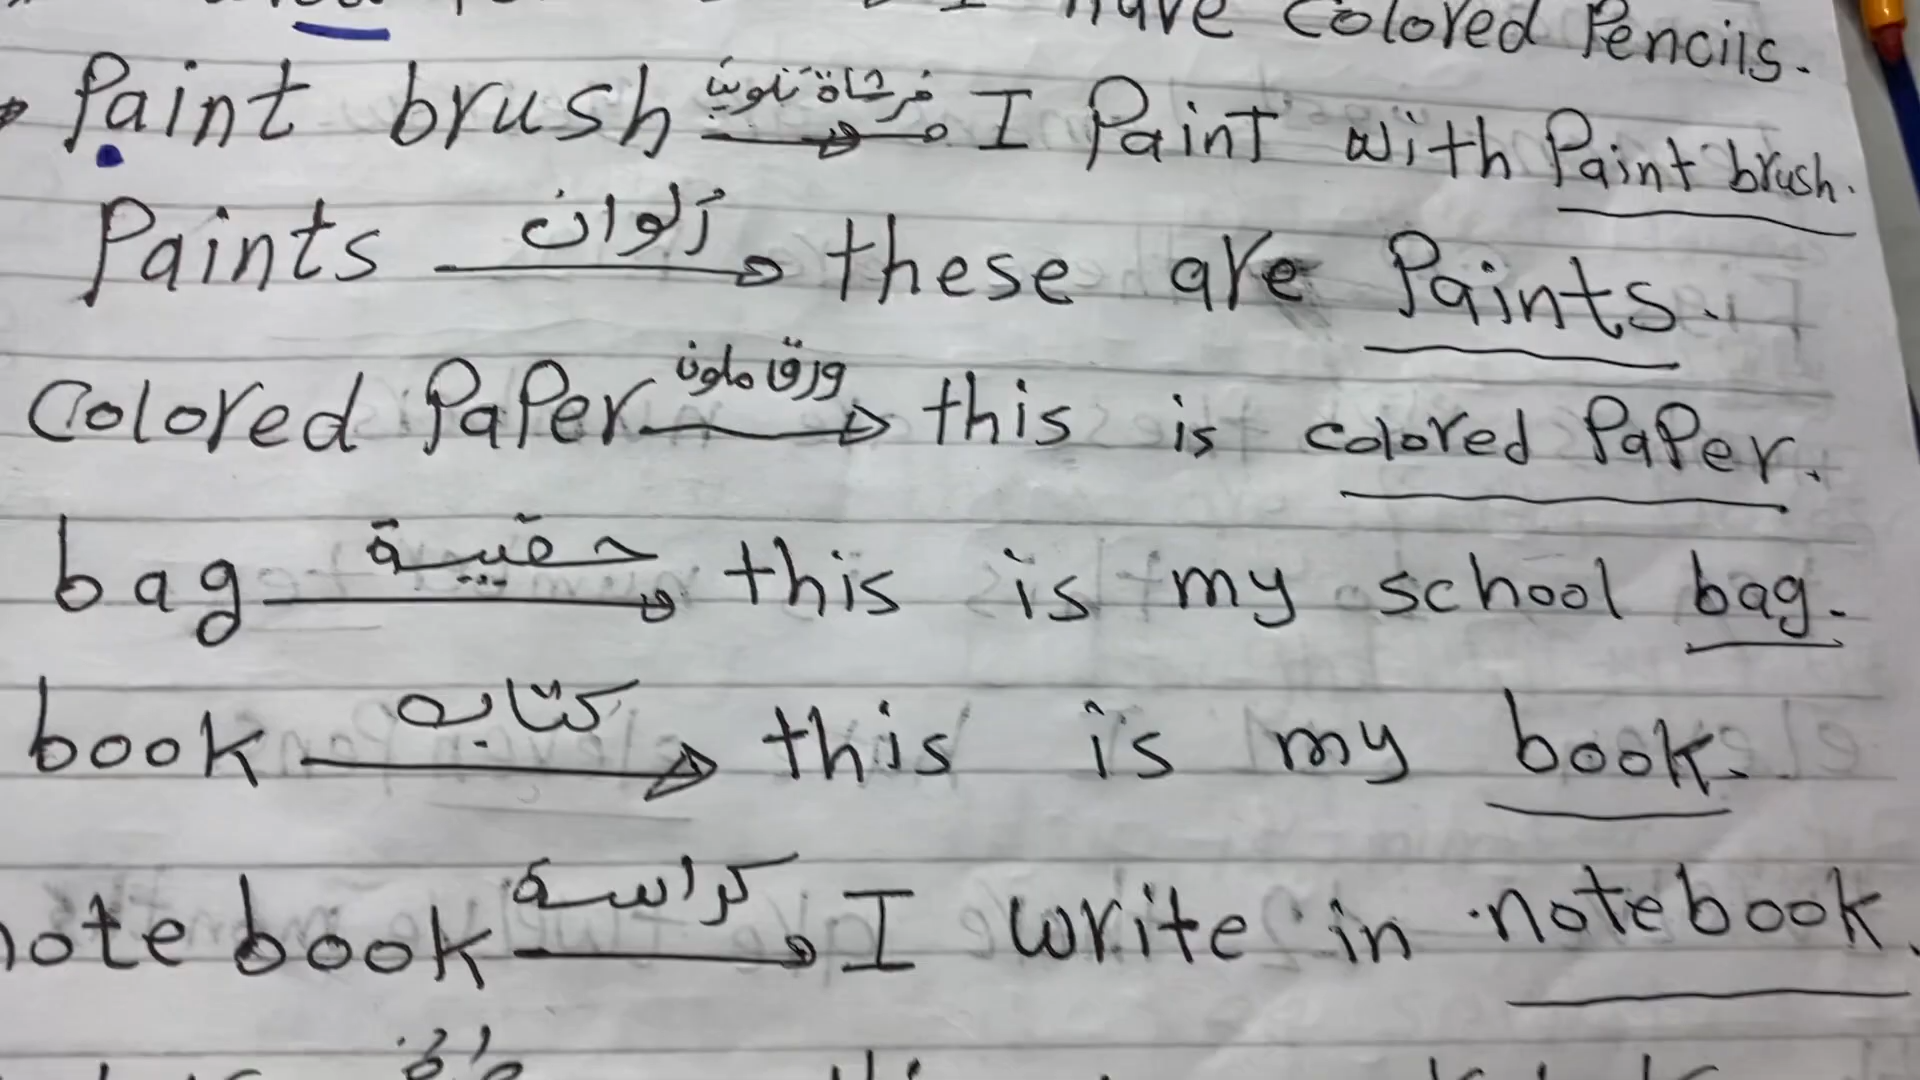 I have Colored Pencils.
Paint brush فرشاة تلوين I Paint with Paint brush.
Paints ألوان these are Paints.
Colored PaPer ورق ملون this is colored PaPer.
bag حقيبة this is my school bag.
book كتاب this is my book.
note book كراسة I write in notebook.